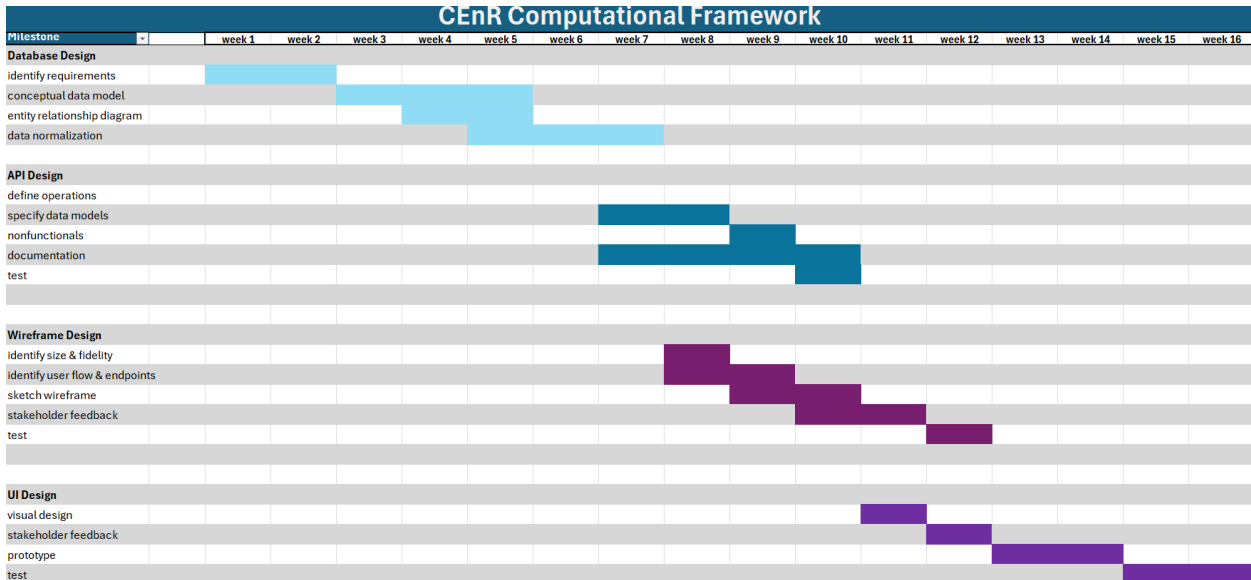 CEnR Computational Framework
Milestone week 1 week 2 week 3 week 4 week 5 week 6 week 7 week 8 week 9 week 10 week 11 week 12 week 13 week 14 week 15 week 16
Database Design
identify requirements
conceptual data model
entity relationship diagram
data normalization
API Design
define operations
specify data models
nonfunctionals
documentation
test
Wireframe Design
identify size & fidelity
identify user flow & endpoints
sketch wireframe
stakeholder feedback
test
UI Design
visual design
stakeholder feedback
prototype
test